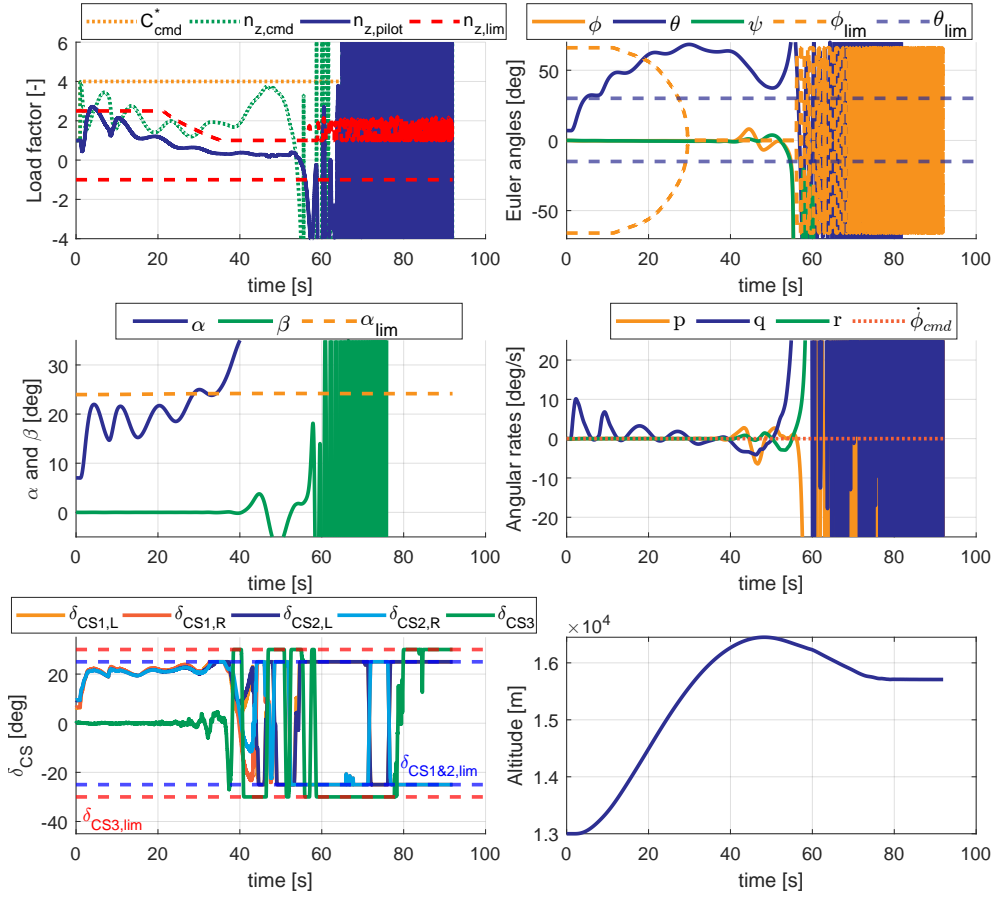 C*cmd nz,cmd nz,pilot nz,lim
6
4
2
0
-2
-4
Load factor [-]
0 20 40 60 80 100
time [s]
ϕ θ ψ ϕlim θlim
50
0
-50
Euler angles [deg]
0 20 40 60 80 100
time [s]
α β αlim
30
20
10
0
α and β [deg]
0 20 40 60 80 100
time [s]
p q r ϕ̇cmd
20
10
0
-10
-20
Angular rates [deg/s]
0 20 40 60 80 100
time [s]
δCS1,L δCS1,R δCS2,L δCS2,R δCS3
20
0
-20
-40
δCS [deg]
δCS1&2,lim
δCS3,lim
0 20 40 60 80 100
time [s]
×10⁴
1.6
1.5
1.4
1.3
Altitude [m]
0 20 40 60 80 100
time [s]